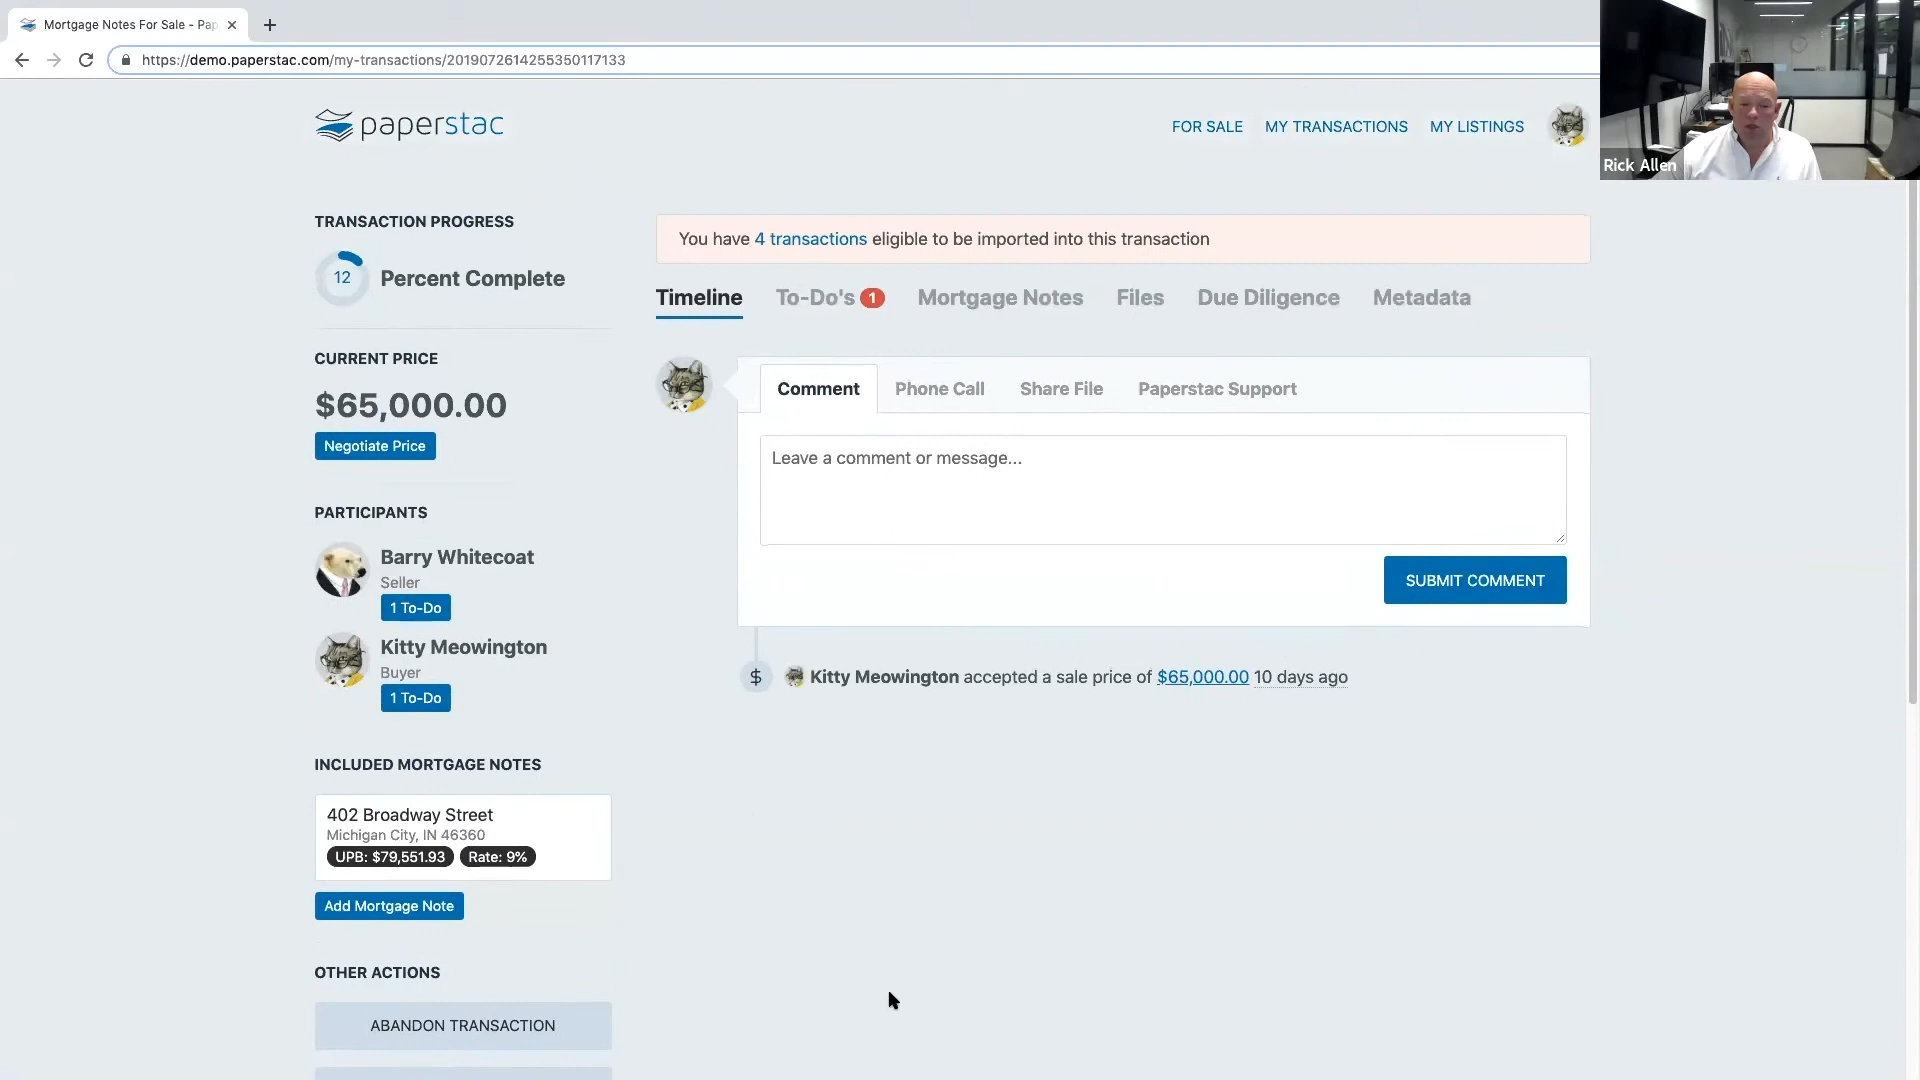 Mortgage Notes For Sale - Pap
https://demo.paperstac.com/my-transactions/2019072614255350117133
Rick Allen
paperstac
FOR SALE
MY TRANSACTIONS
MY LISTINGS
TRANSACTION PROGRESS
12
Percent Complete
CURRENT PRICE
$65,000.00
Negotiate Price
PARTICIPANTS
Barry Whitecoat
Seller
1 To-Do
Kitty Meowington
Buyer
1 To-Do
INCLUDED MORTGAGE NOTES
402 Broadway Street
Michigan City, IN 46360
UPB: $79,551.93 Rate: 9%
Add Mortgage Note
OTHER ACTIONS
ABANDON TRANSACTION
You have 4 transactions eligible to be imported into this transaction
Timeline
To-Do's 1
Mortgage Notes
Files
Due Diligence
Metadata
Comment
Phone Call
Share File
Paperstac Support
Leave a comment or message...
SUBMIT COMMENT
$
Kitty Meowington accepted a sale price of $65,000.00 10 days ago